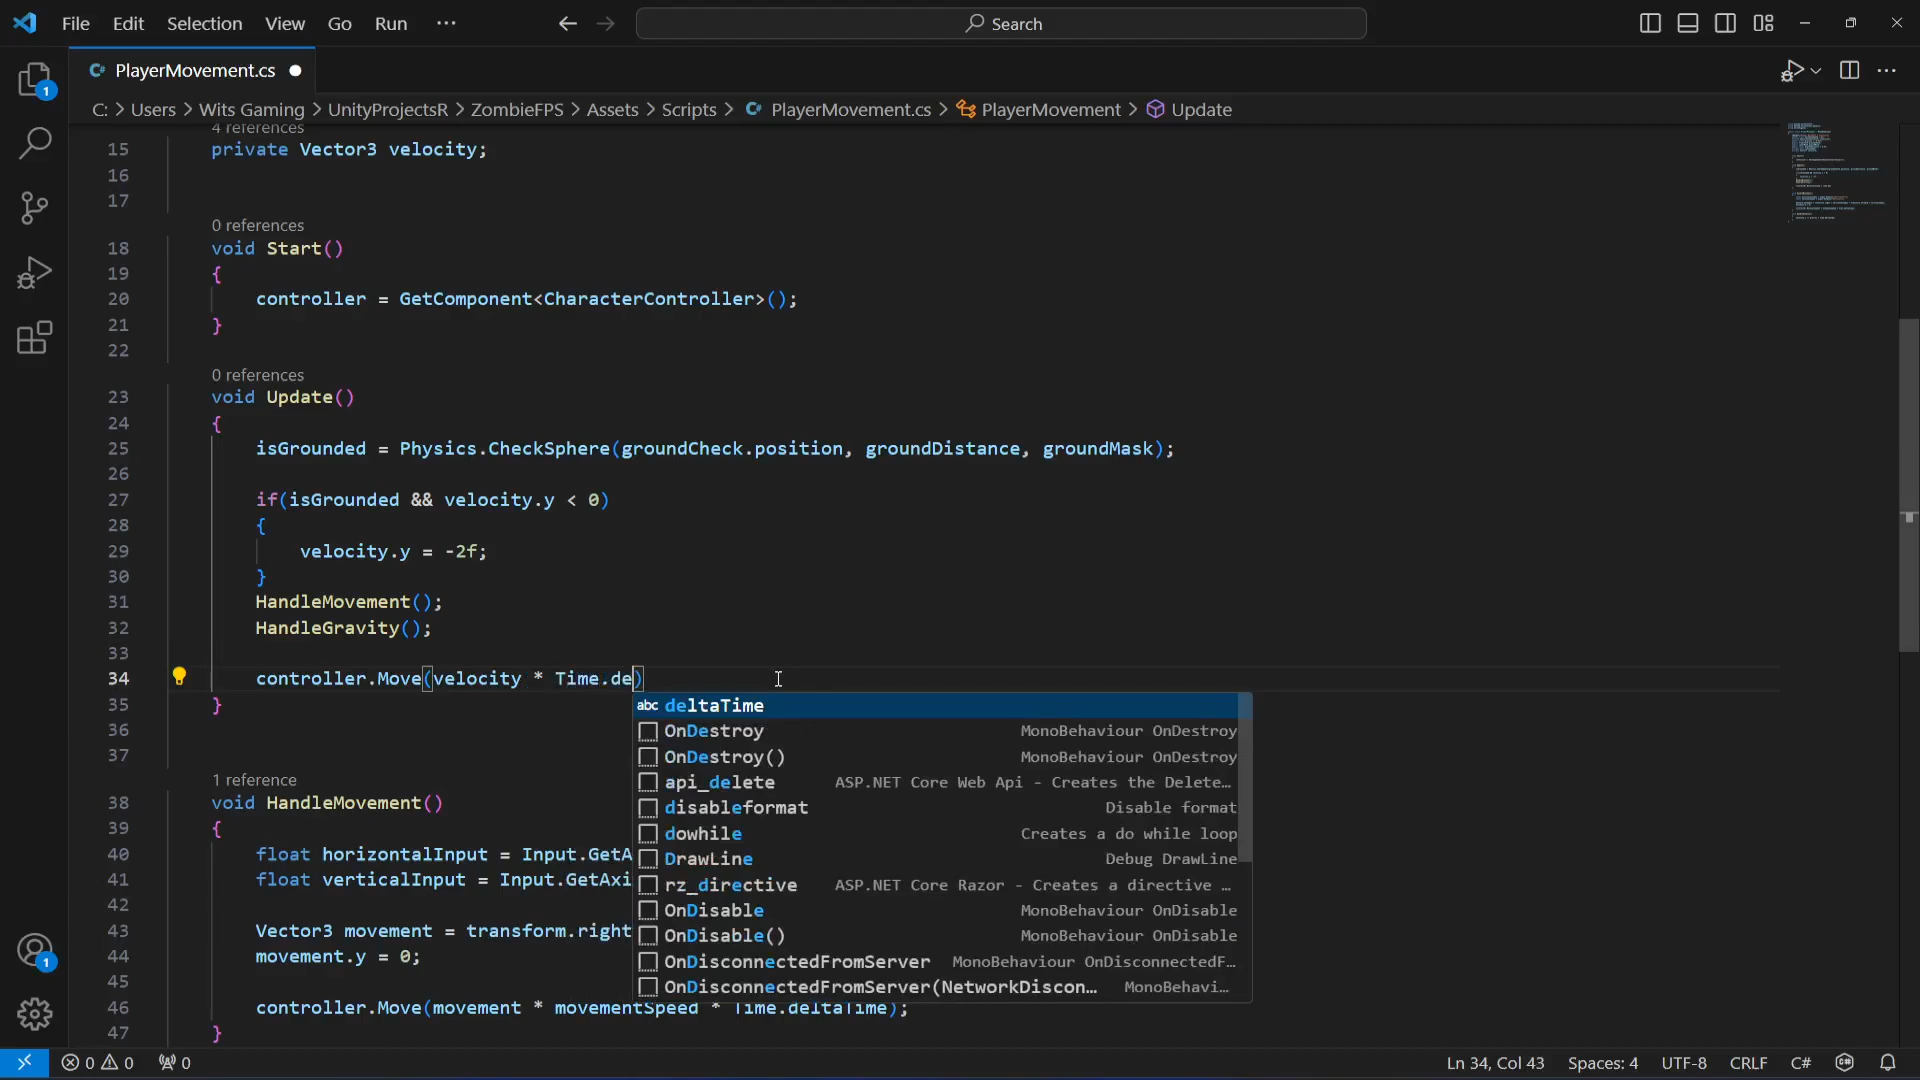 File Edit Selection View Go Run ···
Search
PlayerMovement.cs
C: > Users > Wits Gaming > UnityProjectsR > ZombieFPS > Assets > Scripts > PlayerMovement.cs > PlayerMovement > Update
4 references
15 private Vector3 velocity;
16
17
0 references
18 void Start()
19 {
20 controller = GetComponent<CharacterController>();
21 }
22
0 references
23 void Update()
24 {
25 isGrounded = Physics.CheckSphere(groundCheck.position, groundDistance, groundMask);
26
27 if(isGrounded && velocity.y < 0)
28 {
29 velocity.y = -2f;
30 }
31 HandleMovement();
32 HandleGravity();
33
34 controller.Move(velocity * Time.de)
35 }
36
37
1 reference
38 void HandleMovement()
39 {
40 float horizontalInput = Input.GetA
41 float verticalInput = Input.GetAxi
42
43 Vector3 movement = transform.right
44 movement.y = 0;
45
46 controller.Move(movement * movementSpeed * Time.deltaTime);
47 }
abc deltaTime
OnDestroy MonoBehaviour OnDestroy
OnDestroy() MonoBehaviour OnDestroy
api_delete ASP.NET Core Web Api - Creates the Delete…
disableformat Disable format
dowhile Creates a do while loop
DrawLine Debug DrawLine
rz_directive ASP.NET Core Razor - Creates a directive …
OnDisable MonoBehaviour OnDisable
OnDisable() MonoBehaviour OnDisable
OnDisconnectedFromServer MonoBehaviour OnDisconnectedF…
OnDisconnectedFromServer(NetworkDiscon… MonoBehavi…
1
1
0 0 0
Ln 34, Col 43 Spaces: 4 UTF-8 CRLF C#